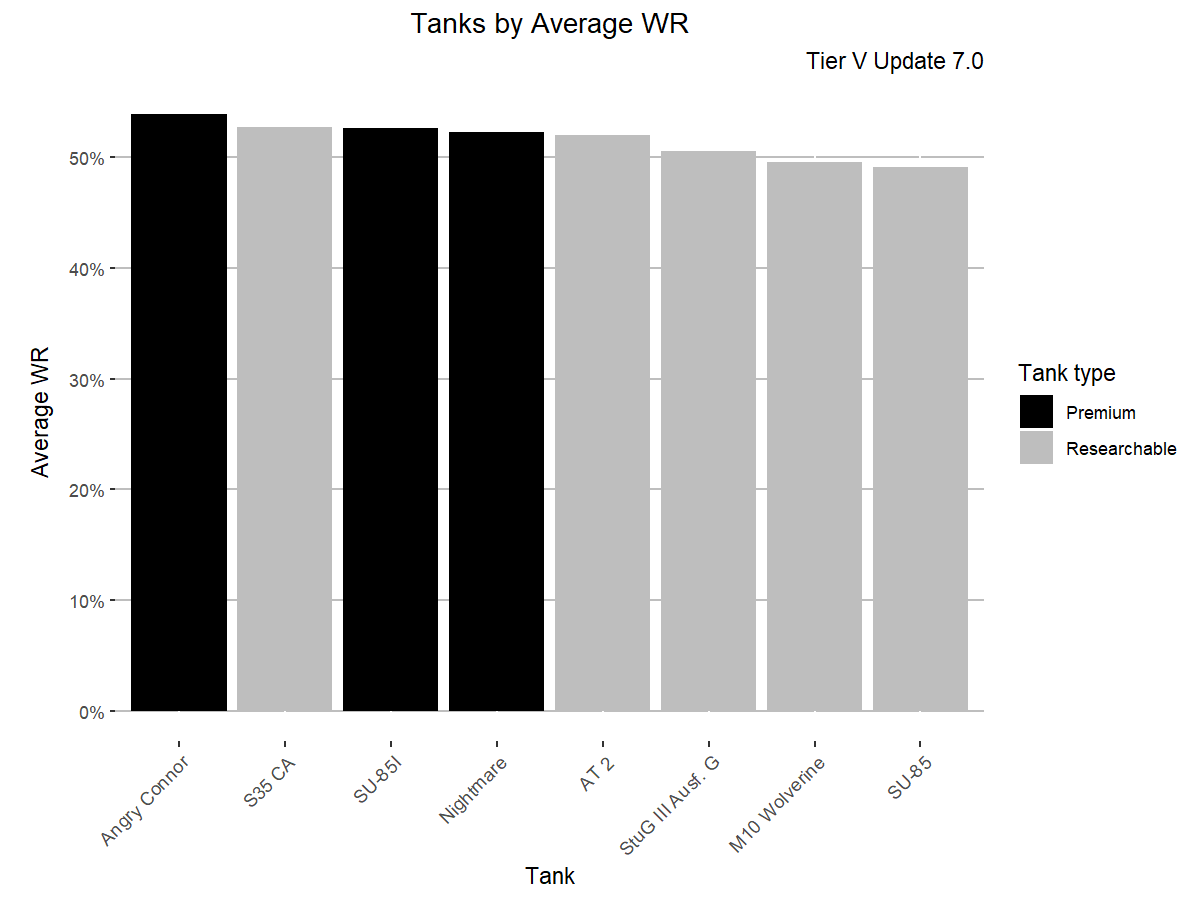 Tanks by Average WR
Tier V Update 7.0
Average WR
50%
40%
30%
20%
10%
0%
Angry Connor
S35 CA
SU-85I
Nightmare
AT 2
StuG III Ausf. G
M10 Wolverine
SU-85
Tank
Tank type
Premium
Researchable